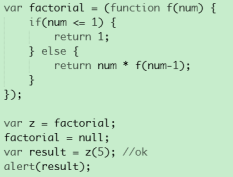 var factorial = (function f(num) {
    if(num <= 1) {
        return 1;
    } else {
        return num * f(num-1);
    }
});

var z = factorial;
factorial = null;
var result = z(5); //ok
alert(result);